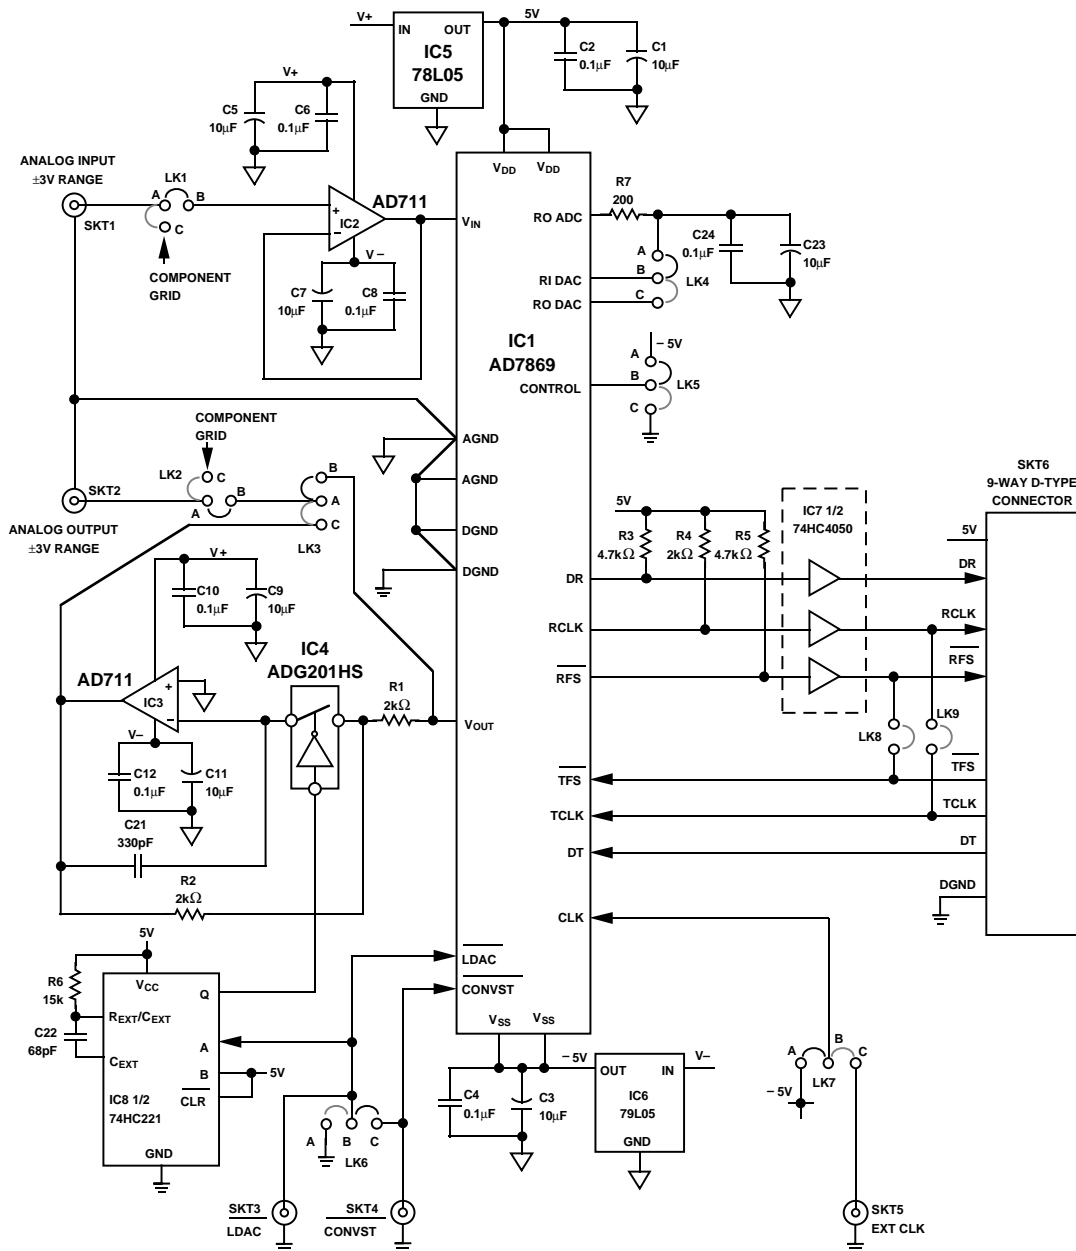 V+
IN
OUT
5V
IC5
78L05
GND
C2
0.1µF
C1
10µF
V+
C5
10µF
C6
0.1µF
ANALOG INPUT
±3V RANGE
LK1
A
B
C
SKT1
COMPONENT
GRID
AD711
+
IC2
−
V −
C7
10µF
C8
0.1µF
VDD
VDD
VIN
RO ADC
RI DAC
RO DAC
R7
200
C24
0.1µF
C23
10µF
A
B
C
LK4
IC1
AD7869
CONTROL
− 5V
A
B
C
LK5
COMPONENT
GRID
LK2
C
A
B
SKT2
ANALOG OUTPUT
±3V RANGE
B
A
C
LK3
AGND
AGND
DGND
DGND
V+
C10
0.1µF
C9
10µF
AD711
+
IC3
−
V−
C12
0.1µF
C11
10µF
IC4
ADG201HS
R1
2kΩ
VOUT
C21
330pF
R2
2kΩ
5V
R3
4.7kΩ
R4
2kΩ
R5
4.7kΩ
IC7 1/2
74HC4050
SKT6
9-WAY D-TYPE
CONNECTOR
5V
DR
DR
RCLK
RCLK
RFS
RFS
LK8
LK9
TFS
TFS
TCLK
TCLK
DT
DT
DGND
CLK
5V
R6
15k
C22
68pF
VCC
REXT/CEXT
CEXT
Q
A
B
5V
CLR
IC8 1/2
74HC221
GND
LDAC
CONVST
VSS
VSS
− 5V
C4
0.1µF
C3
10µF
OUT
IN
V−
IC6
79L05
GND
A
B
C
LK6
A
B
C
LK7
− 5V
SKT3
LDAC
SKT4
CONVST
SKT5
EXT CLK